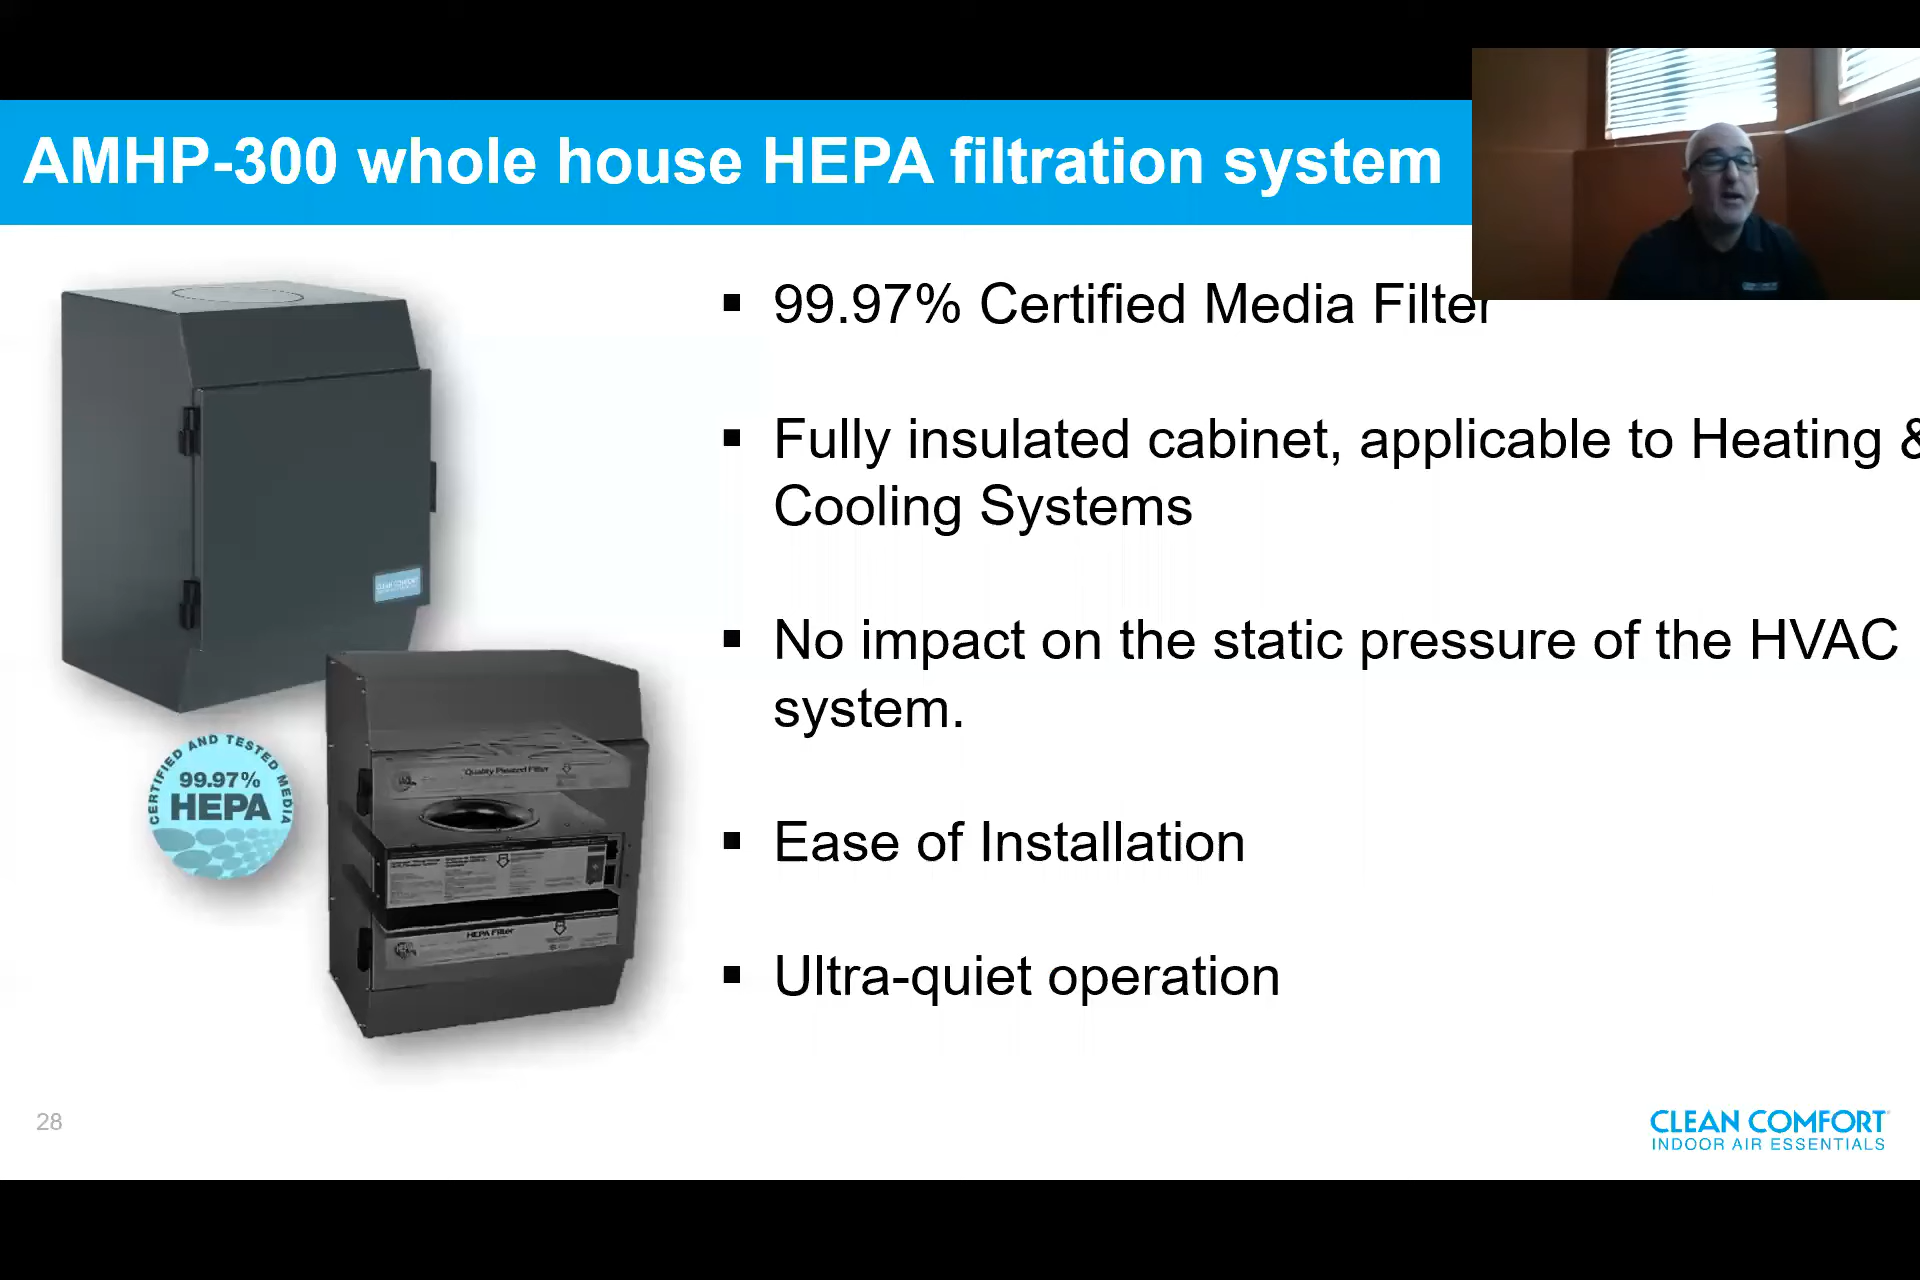 AMHP-300 whole house HEPA filtration system
▪ 99.97% Certified Media Filter
▪ Fully insulated cabinet, applicable to Heating &
Cooling Systems
▪ No impact on the static pressure of the HVAC
system.
▪ Ease of Installation
▪ Ultra-quiet operation
CLEAN COMFORT
CERTIFIED AND TESTED MEDIA
99.97%
HEPA
Quality Pleated Filter
HEPA Filter
28
CLEAN COMFORT
INDOOR AIR ESSENTIALS